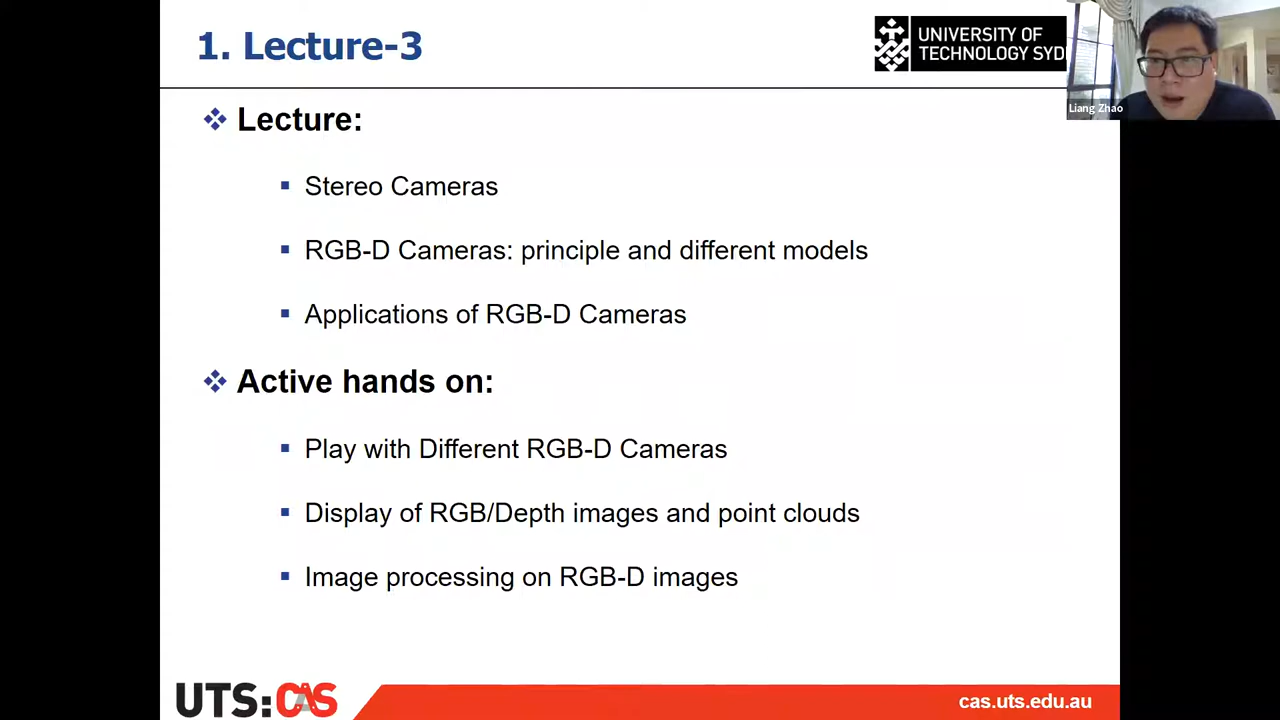 1. Lecture-3
UNIVERSITY OF
TECHNOLOGY SYD
Liang Zhao
Lecture:
Stereo Cameras
RGB-D Cameras: principle and different models
Applications of RGB-D Cameras
Active hands on:
Play with Different RGB-D Cameras
Display of RGB/Depth images and point clouds
Image processing on RGB-D images
UTS:CAS
cas.uts.edu.au